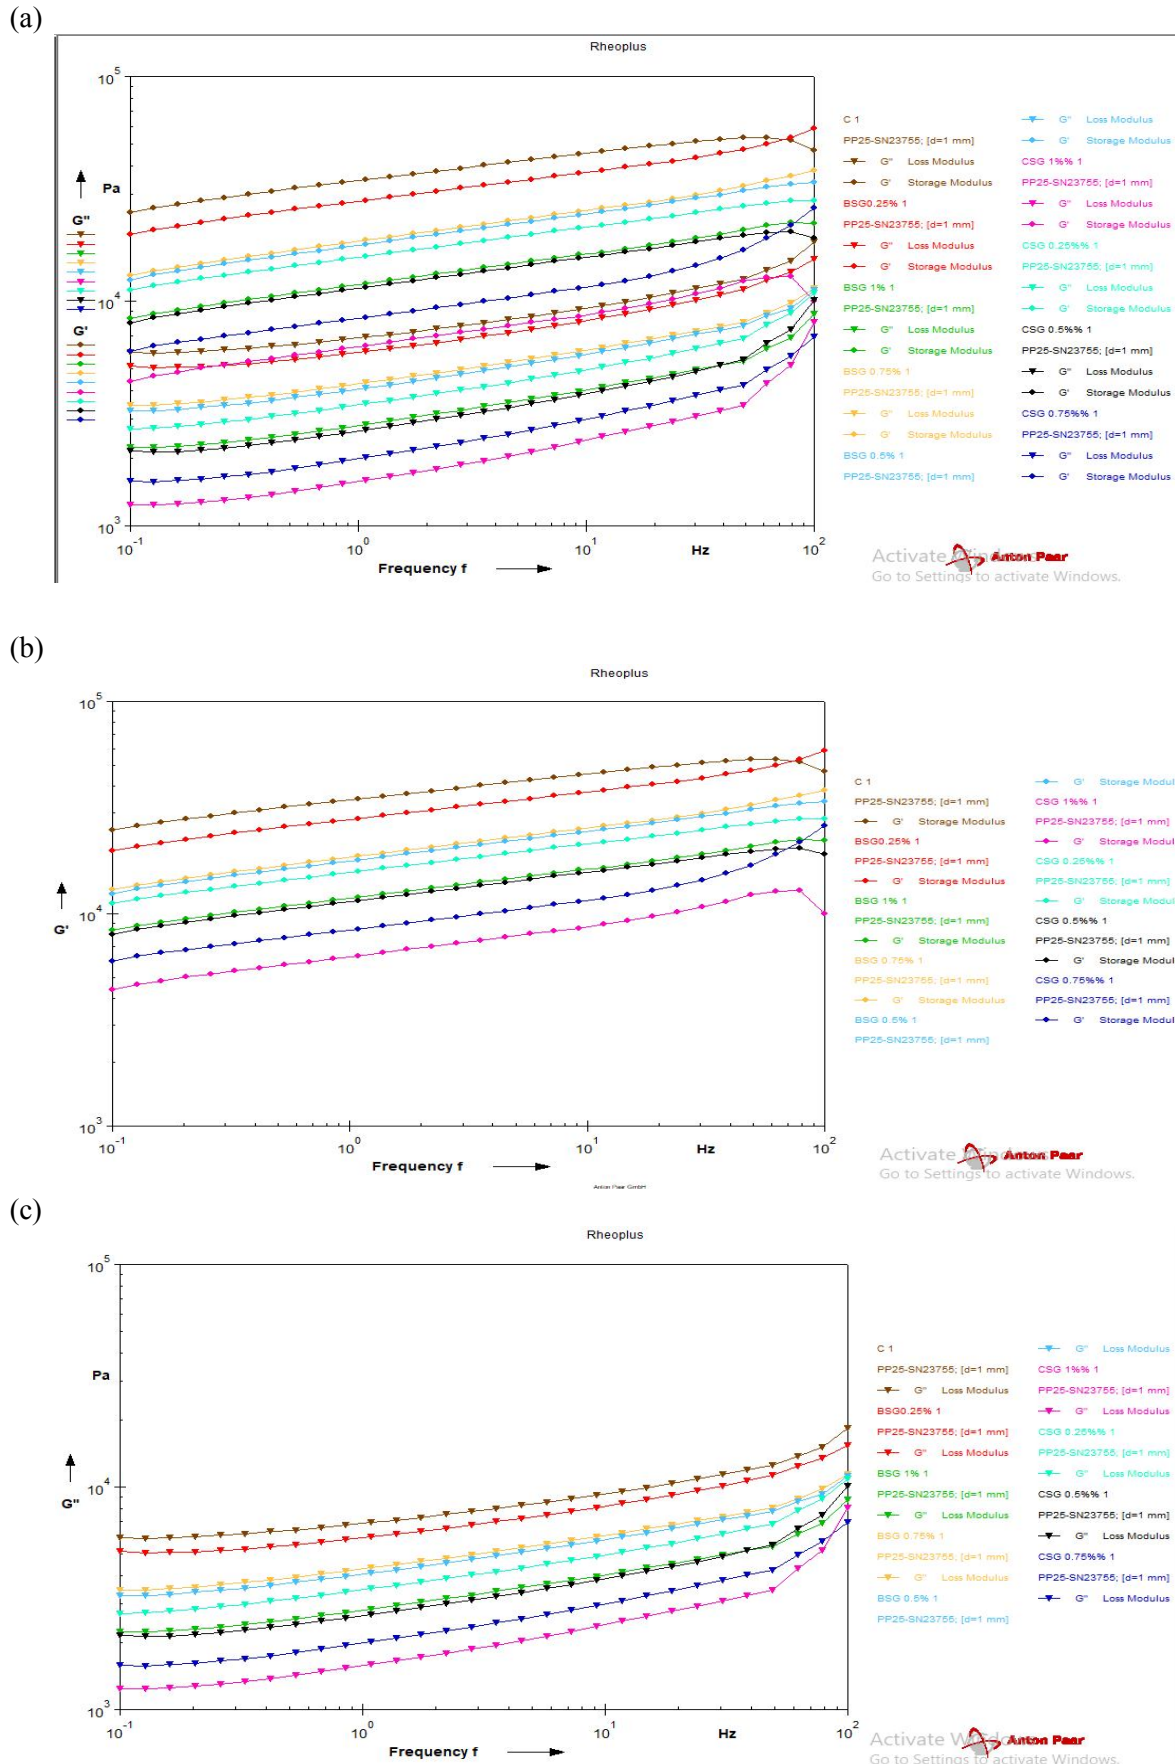 (a)
Rheoplus
10^5
Pa
G''
10^4
G'
10^3
10^-1
10^0
10^1
Hz
10^2
Frequency f
C 1
PP25-SN23755; [d=1 mm]
G'' Loss Modulus
G' Storage Modulus
BSG0.25% 1
PP25-SN23755; [d=1 mm]
G'' Loss Modulus
G' Storage Modulus
BSG 1% 1
PP25-SN23755; [d=1 mm]
G'' Loss Modulus
G' Storage Modulus
BSG 0.75% 1
PP25-SN23755; [d=1 mm]
G'' Loss Modulus
G' Storage Modulus
BSG 0.5% 1
PP25-SN23755; [d=1 mm]
G'' Loss Modulus
G' Storage Modulus
CSG 1%% 1
PP25-SN23755; [d=1 mm]
G'' Loss Modulus
G' Storage Modulus
CSG 0.25%% 1
PP25-SN23755; [d=1 mm]
G'' Loss Modulus
G' Storage Modulus
CSG 0.5%% 1
PP25-SN23755; [d=1 mm]
G'' Loss Modulus
G' Storage Modulus
CSG 0.75%% 1
PP25-SN23755; [d=1 mm]
G'' Loss Modulus
G' Storage Modulus
Activate Windows
Anton Paar
Go to Settings to activate Windows.
(b)
Rheoplus
10^5
10^4
G'
10^3
10^-1
10^0
10^1
Hz
10^2
Frequency f
Anton Paar GmbH
C 1
PP25-SN23755; [d=1 mm]
G' Storage Modulus
BSG0.25% 1
PP25-SN23755; [d=1 mm]
G' Storage Modulus
BSG 1% 1
PP25-SN23755; [d=1 mm]
G' Storage Modulus
BSG 0.75% 1
PP25-SN23755; [d=1 mm]
G' Storage Modulus
BSG 0.5% 1
PP25-SN23755; [d=1 mm]
G' Storage Modul
CSG 1%% 1
PP25-SN23755; [d=1 mm]
G' Storage Modul
CSG 0.25%% 1
PP25-SN23755; [d=1 mm]
G' Storage Modul
CSG 0.5%% 1
PP25-SN23755; [d=1 mm]
G' Storage Modul
CSG 0.75%% 1
PP25-SN23755; [d=1 mm]
G' Storage Modul
Activate Windows
Anton Paar
Go to Settings to activate Windows.
(c)
Rheoplus
10^5
Pa
10^4
G''
10^3
10^-1
10^0
10^1
Hz
10^2
Frequency f
C 1
PP25-SN23755; [d=1 mm]
G'' Loss Modulus
BSG0.25% 1
PP25-SN23755; [d=1 mm]
G'' Loss Modulus
BSG 1% 1
PP25-SN23755; [d=1 mm]
G'' Loss Modulus
BSG 0.75% 1
PP25-SN23755; [d=1 mm]
G'' Loss Modulus
BSG 0.5% 1
PP25-SN23755; [d=1 mm]
G'' Loss Modulus
CSG 1%% 1
PP25-SN23755; [d=1 mm]
G'' Loss Modulus
CSG 0.25%% 1
PP25-SN23755; [d=1 mm]
G'' Loss Modulus
CSG 0.5%% 1
PP25-SN23755; [d=1 mm]
G'' Loss Modulus
CSG 0.75%% 1
PP25-SN23755; [d=1 mm]
G'' Loss Modulus
Activate Windows
Anton Paar
Go to Settings to activate Windows.